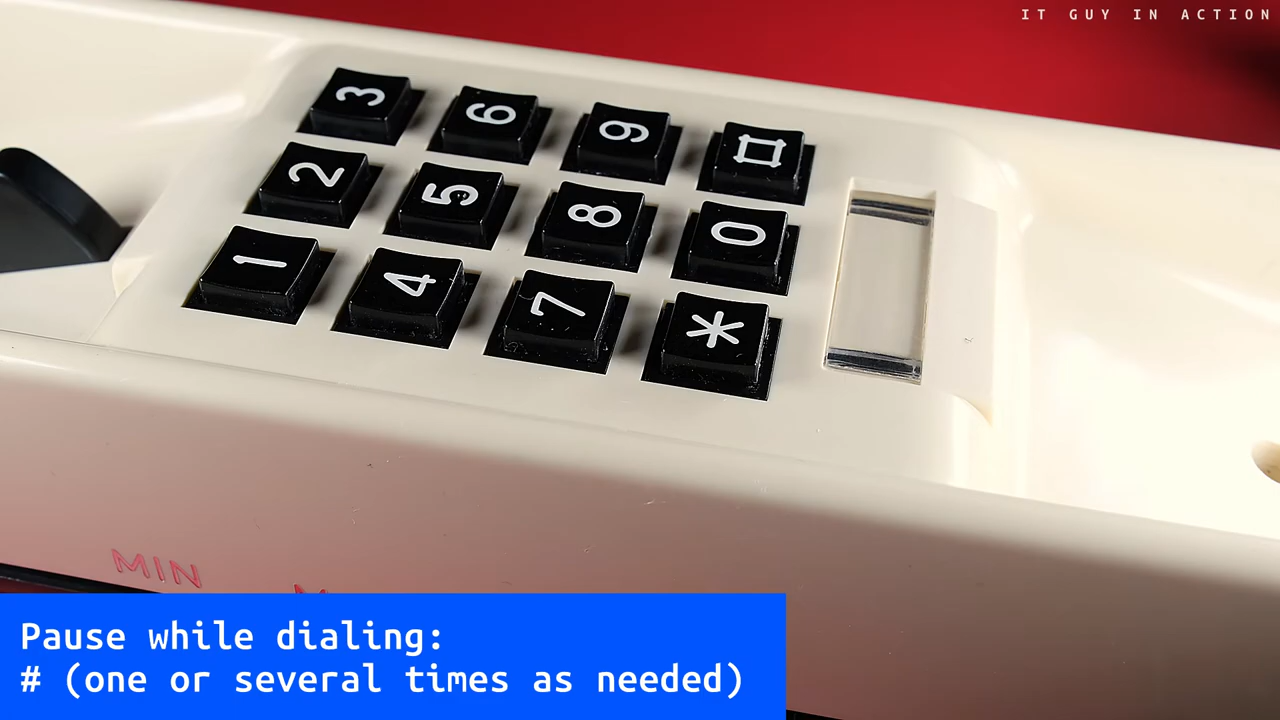 IT GUY IN ACTION
3 6 9 #
2 5 8 0
1 4 7 *
MIN
Pause while dialing:
# (one or several times as needed)